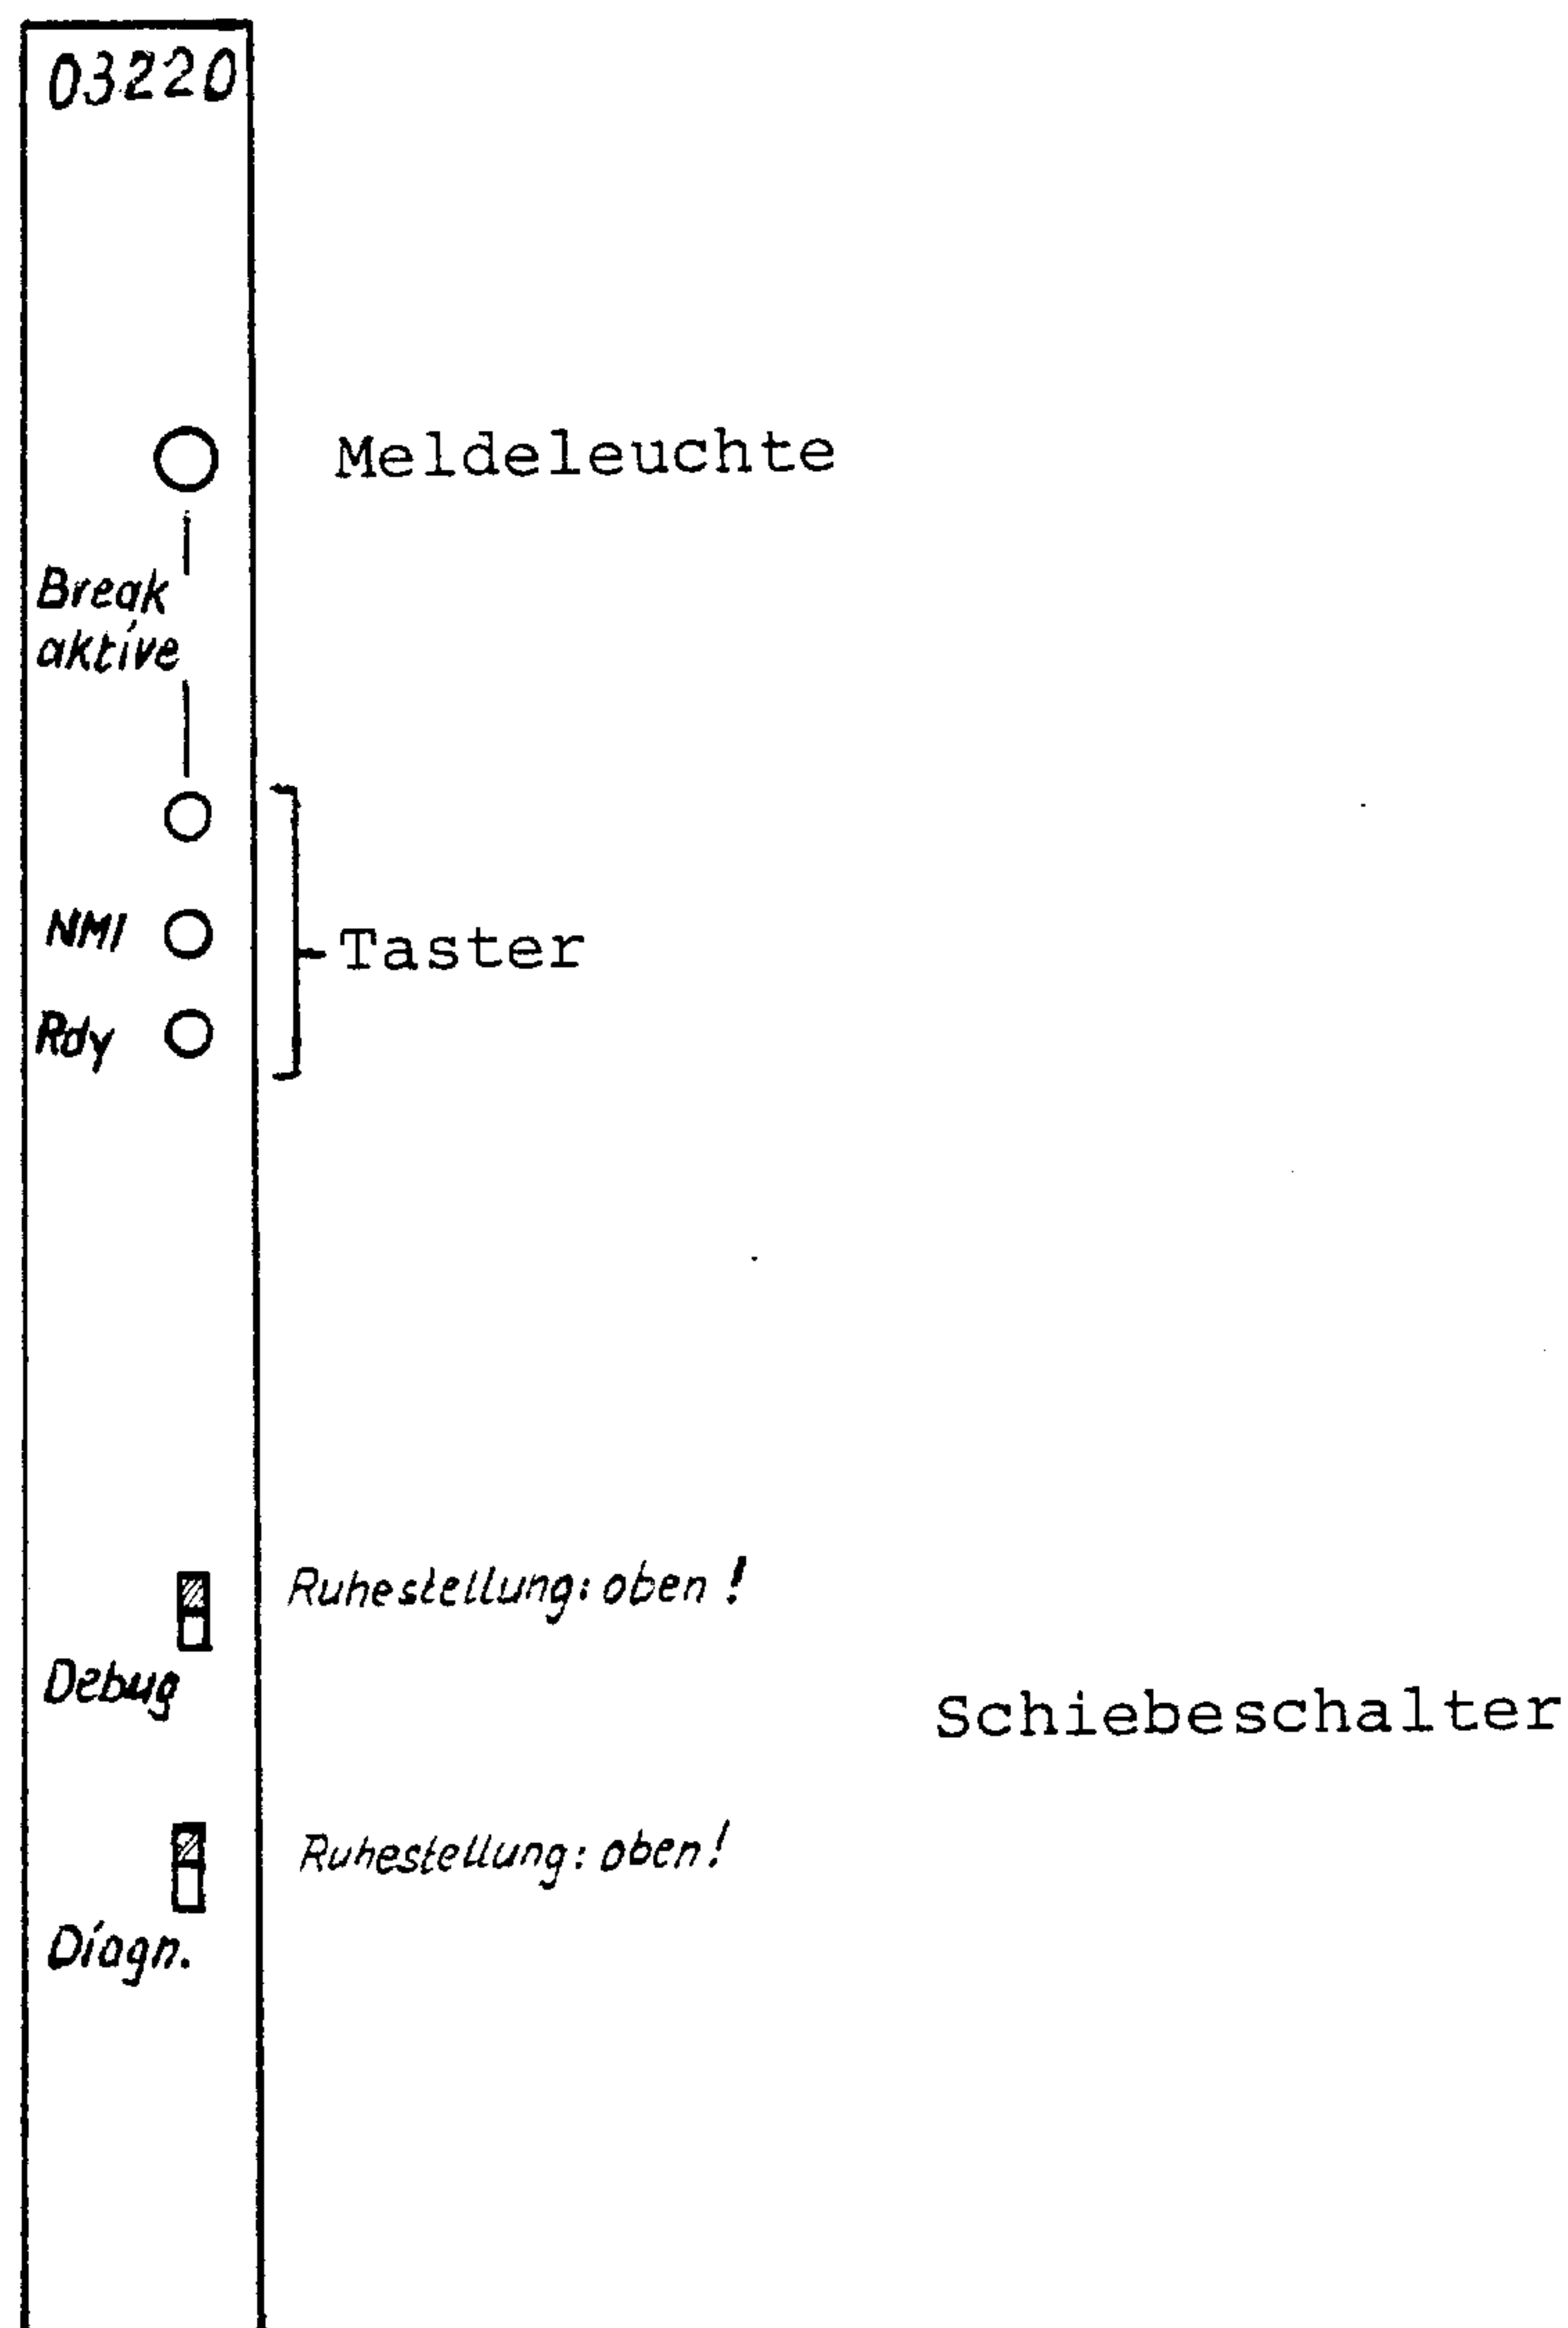 03220
Meldeleuchte
Break
aktive
NMI
Taster
Rdy
Ruhestellung: oben!
Debug
Schiebeschalter
Ruhestellung: oben!
Diagn.